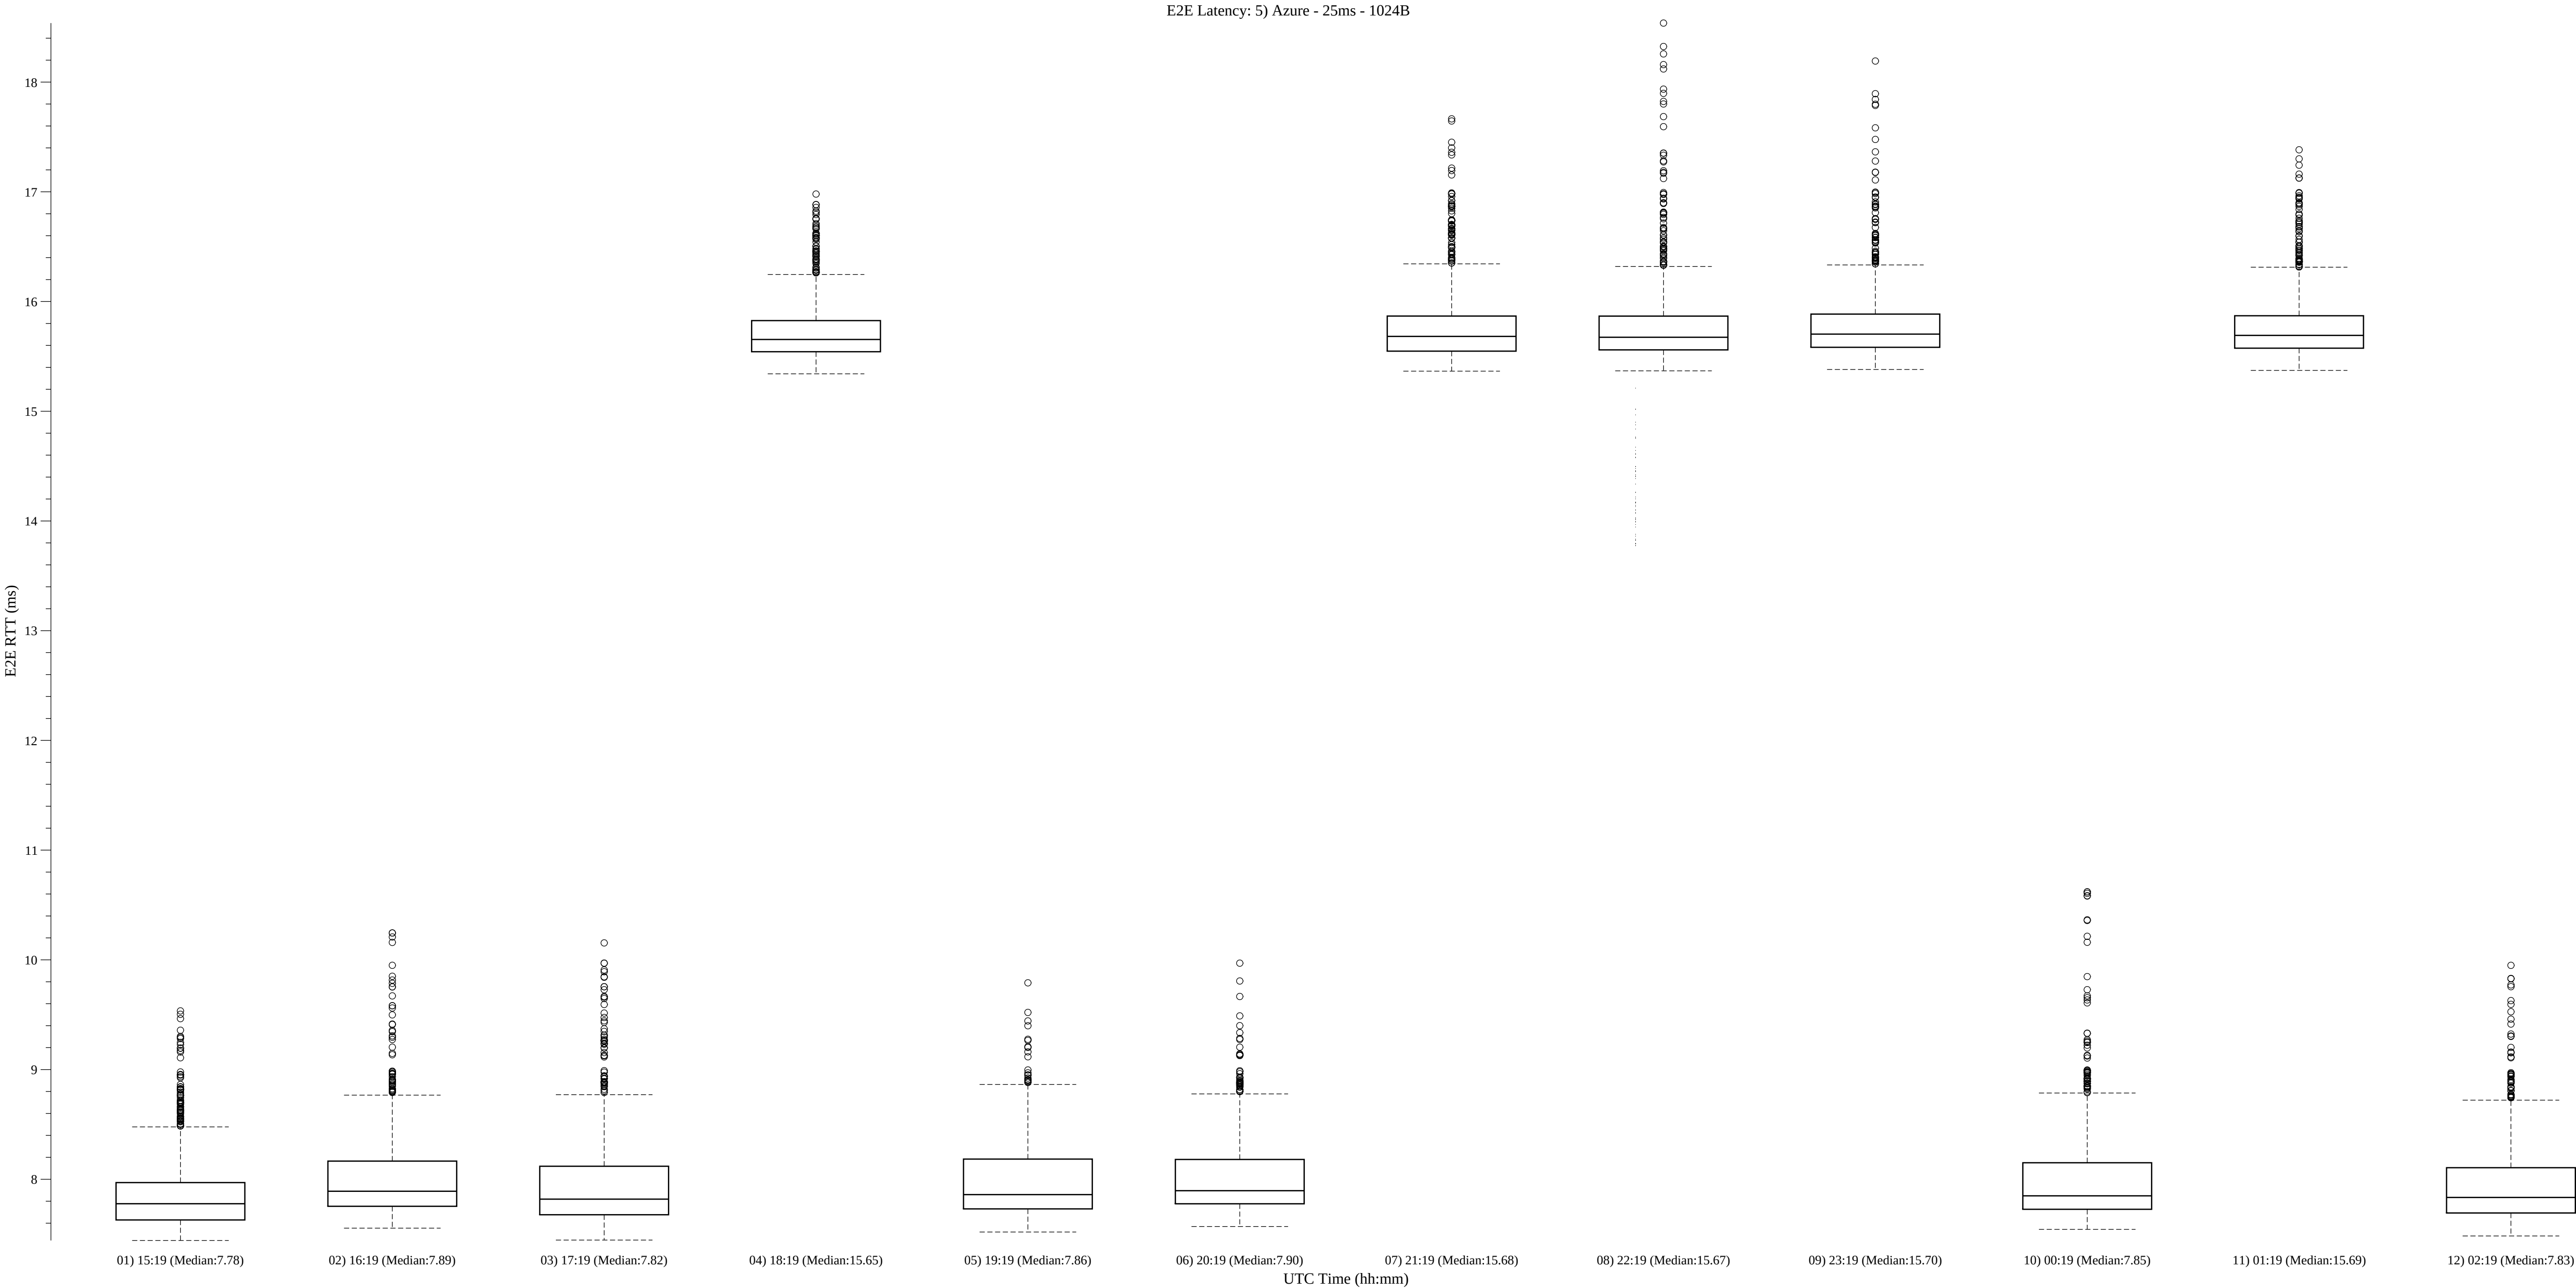 E2E Latency: 5) Azure - 25ms - 1024B
18
17
16
15
14
13
12
11
10
9
8
E2E RTT (ms)
01) 15:19 (Median:7.78)
02) 16:19 (Median:7.89)
03) 17:19 (Median:7.82)
04) 18:19 (Median:15.65)
05) 19:19 (Median:7.86)
06) 20:19 (Median:7.90)
07) 21:19 (Median:15.68)
08) 22:19 (Median:15.67)
09) 23:19 (Median:15.70)
10) 00:19 (Median:7.85)
11) 01:19 (Median:15.69)
12) 02:19 (Median:7.83)
UTC Time (hh:mm)